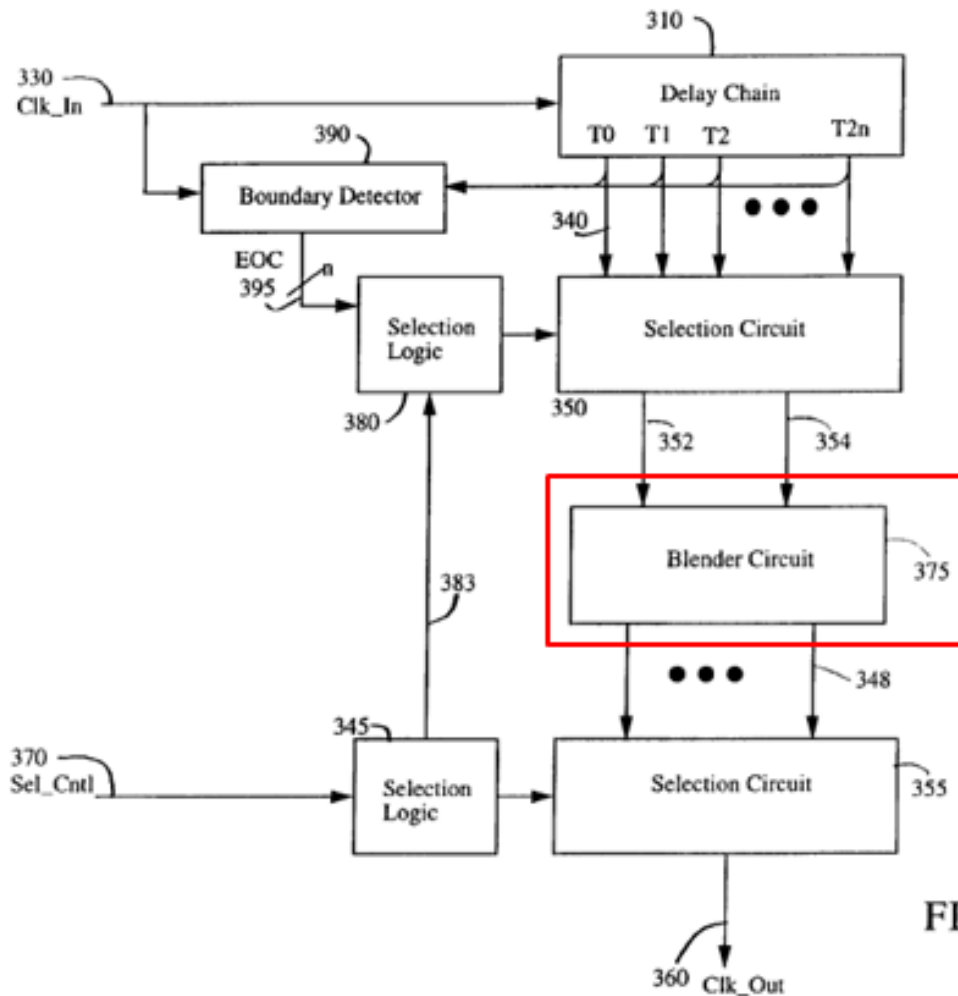 310
330
Clk_In
Delay Chain
T0 T1 T2 T2n
390
Boundary Detector
340
EOC
n
395
Selection
Logic
Selection Circuit
380
350
352
354
Blender Circuit
375
383
348
345
370
Sel_Cntl
Selection
Logic
Selection Circuit
355
360
Clk_Out